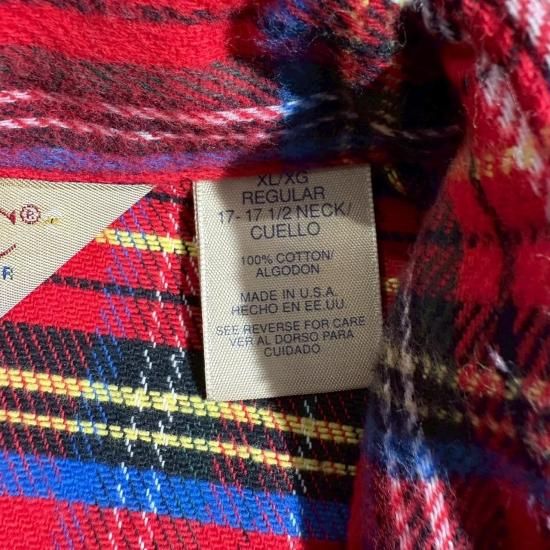 XL/XG
REGULAR
17- 17 1/2 NECK/
CUELLO
100% COTTON/
ALGODON
MADE IN U.S.A.
HECHO EN EE.UU.
SEE REVERSE FOR CARE
VER AL DORSO PARA
CUIDADO
®
R